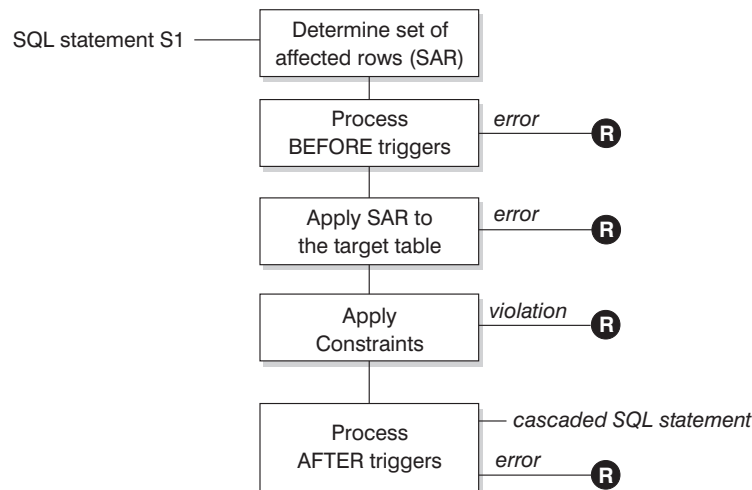 SQL statement S1
Determine set of
affected rows (SAR)
Process
BEFORE triggers
error
R
Apply SAR to
the target table
error
R
Apply
Constraints
violation
R
Process
AFTER triggers
cascaded SQL statement
error
R